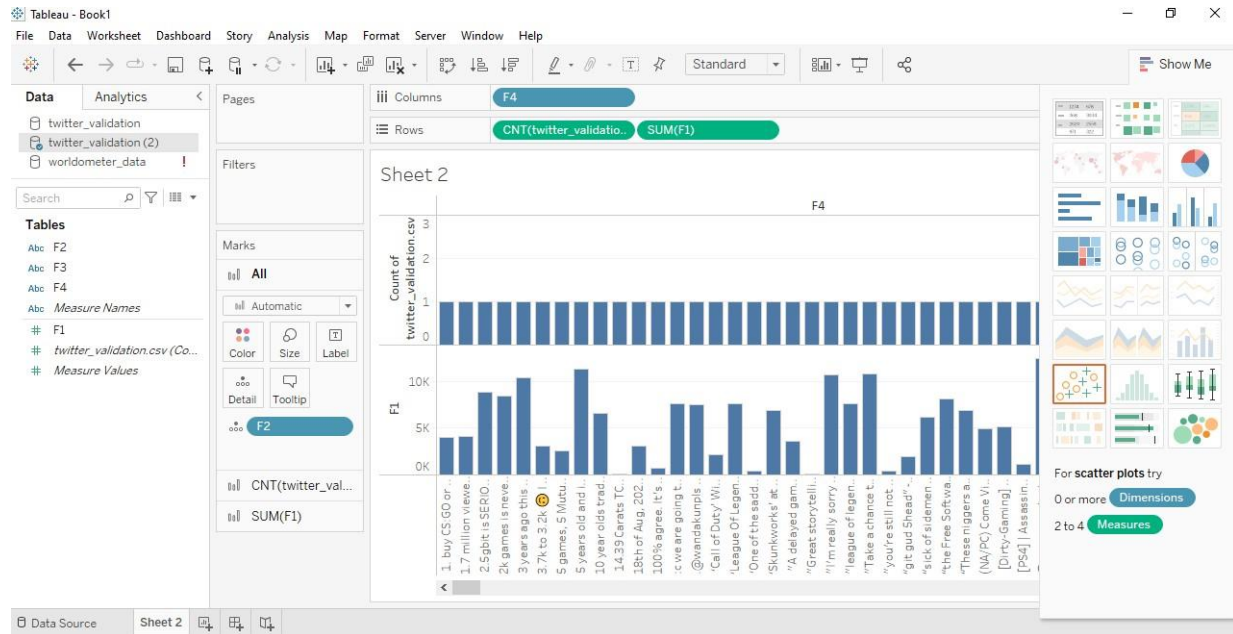 Tableau - Book1
File Data Worksheet Dashboard Story Analysis Map Format Server Window Help
Standard
Show Me
Data Analytics
twitter_validation
twitter_validation (2)
worldometer_data !
Search
Tables
Abc F2
Abc F3
Abc F4
Abc Measure Names
# F1
# twitter_validation.csv (Co...
# Measure Values
Pages
Filters
Marks
All
Automatic
Color Size Label
Detail Tooltip
F2
CNT(twitter_val...
SUM(F1)
Columns F4
Rows CNT(twitter_validatio.. SUM(F1)
Sheet 2
F4
Count of
twitter_validation.csv
3
2
1
0
F1
10K
5K
0K
1. buy CS GO or ..
1.7 million viewe..
2.5gbit is SERIO..
2k games is neve..
3 years ago this ..
3.7k to 3.2k 😳 I ..
5 games, 5 Mutu..
5 years old and I..
10 year olds trad..
14.39 Carats TC..
18th of Aug, 202..
100% agree. it's ..
:c we are going t..
.@wandakunpls..
'Call of Duty' Wi..
'League Of Legen..
'One of the sadd..
'Skunkworks' at ..
"A delayed gam..
"Great storytelli..
"I'm really sorry ..
"league of legen..
"Take a chance t..
"you're still not ..
"git gud Shead" -..
"sick of sidemen..
"the Free Softwa..
"These niggers a..
(NA/PC) Come Vi..
[Dirty-Gaming] ..
[PS4] | Assassin..
For scatter plots try
0 or more Dimensions
2 to 4 Measures
Data Source Sheet 2